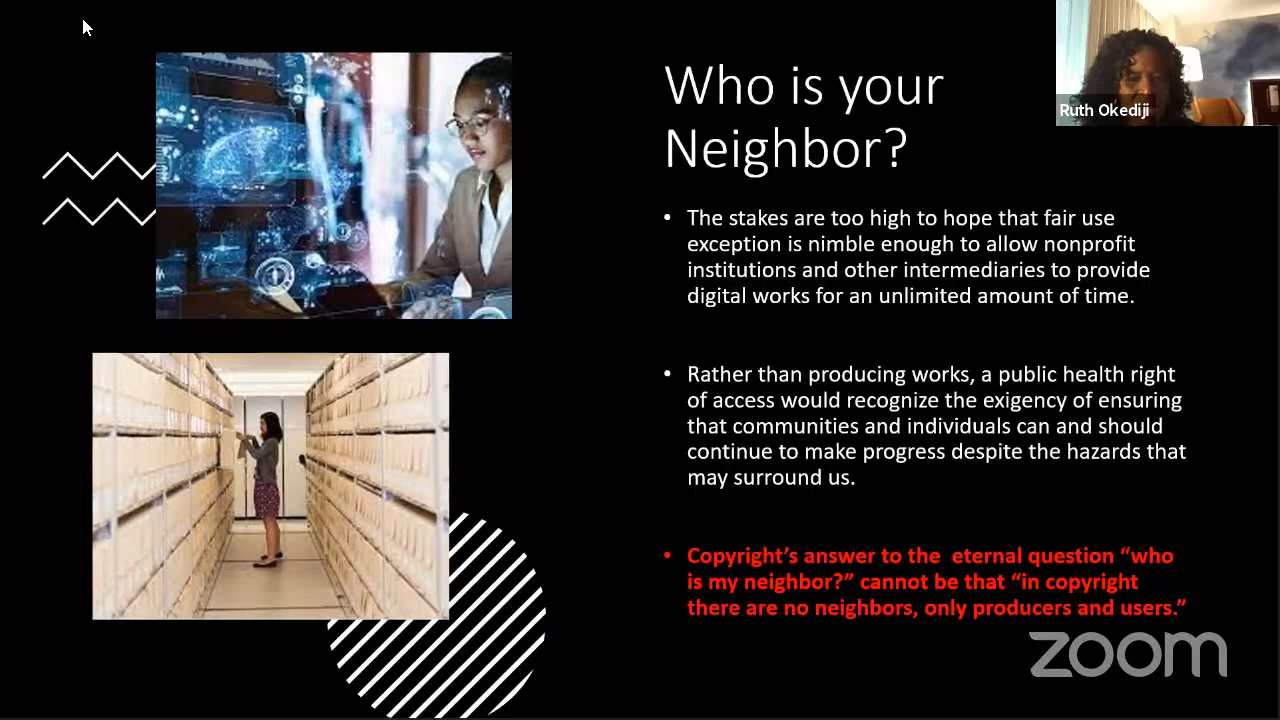 Who is your
Neighbor?
Ruth Okediji
• The stakes are too high to hope that fair use
exception is nimble enough to allow nonprofit
institutions and other intermediaries to provide
digital works for an unlimited amount of time.
• Rather than producing works, a public health right
of access would recognize the exigency of ensuring
that communities and individuals can and should
continue to make progress despite the hazards that
may surround us.
• Copyright’s answer to the  eternal question “who
is my neighbor?” cannot be that “in copyright
there are no neighbors, only producers and users.”
zoom